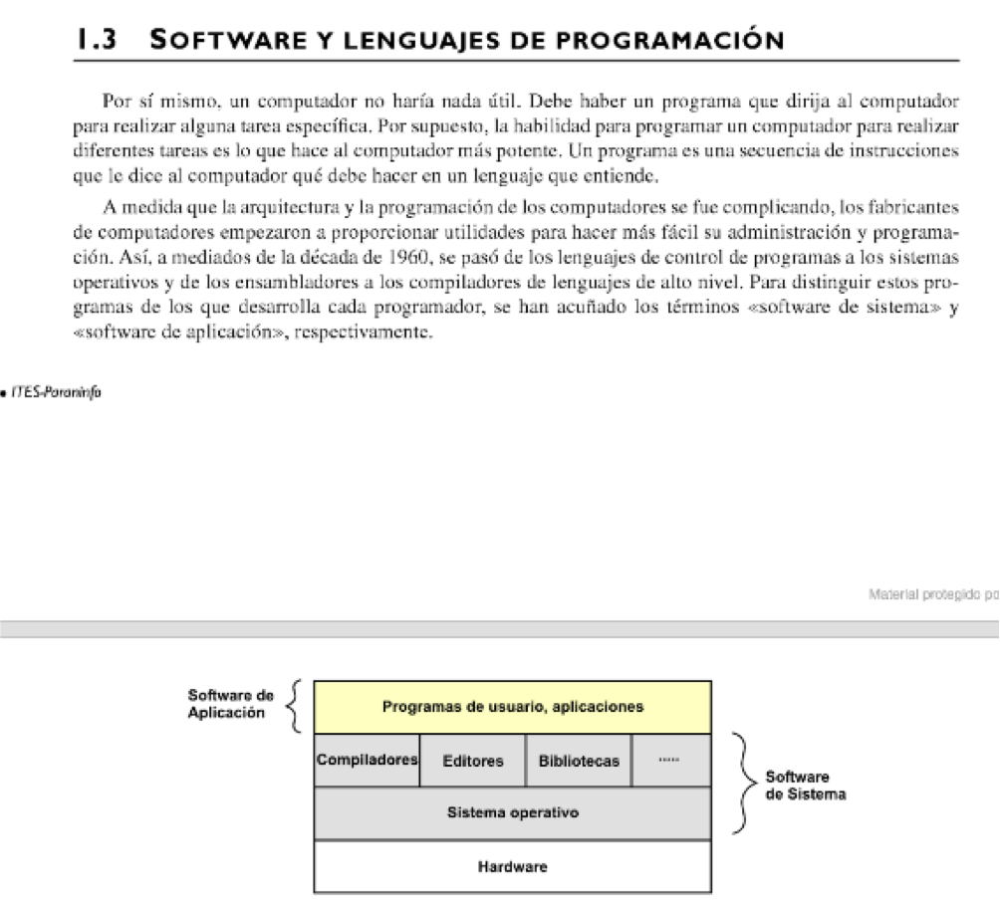 1.3 SOFTWARE Y LENGUAJES DE PROGRAMACIÓN
Por sí mismo, un computador no haría nada útil. Debe haber un programa que dirija al computador
para realizar alguna tarea específica. Por supuesto, la habilidad para programar un computador para realizar
diferentes tareas es lo que hace al computador más potente. Un programa es una secuencia de instrucciones
que le dice al computador qué debe hacer en un lenguaje que entiende.
A medida que la arquitectura y la programación de los computadores se fue complicando, los fabricantes
de computadores empezaron a proporcionar utilidades para hacer más fácil su administración y programa-
ción. Así, a mediados de la década de 1960, se pasó de los lenguajes de control de programas a los sistemas
operativos y de los ensambladores a los compiladores de lenguajes de alto nivel. Para distinguir estos pro-
gramas de los que desarrolla cada programador, se han acuñado los términos «software de sistema» y
«software de aplicación», respectivamente.
• ITES-Paraninfo
Material protegido po
Software de
Aplicación
Programas de usuario, aplicaciones
Compiladores Editores Bibliotecas .....
Software
de Sistema
Sistema operativo
Hardware